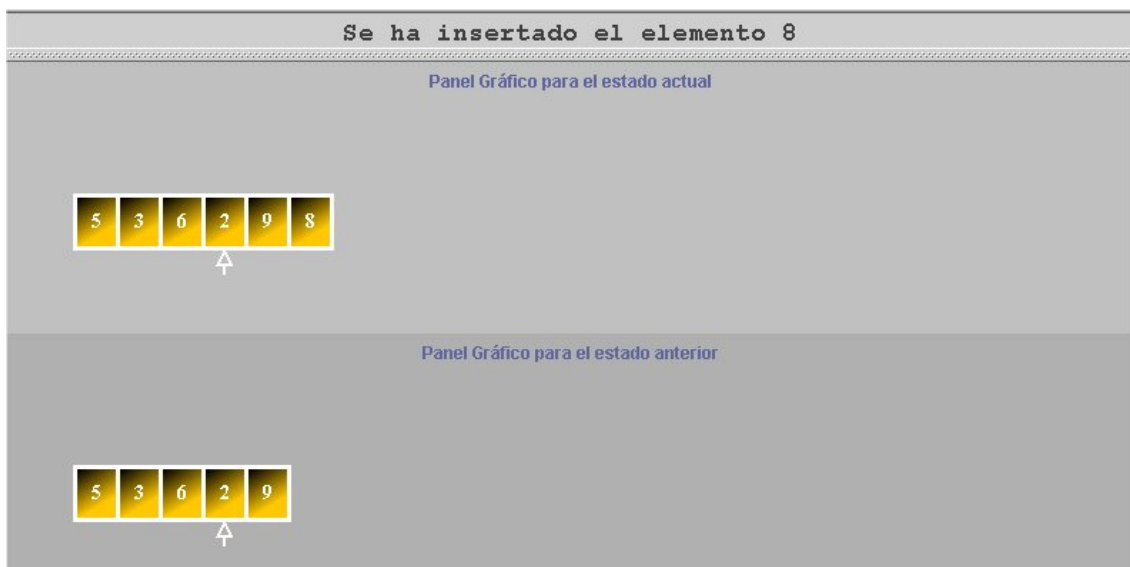 Se ha insertado el elemento 8
Panel Gráfico para el estado actual
5 3 6 2 9 8
Panel Gráfico para el estado anterior
5 3 6 2 9